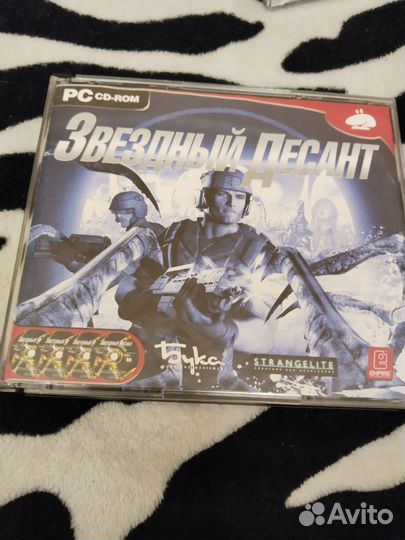 PC CD-ROM
ЗВЕЗДНЫЙ ДЕСАНТ
Бука
STRANGELITE
EMPIRE
Avito